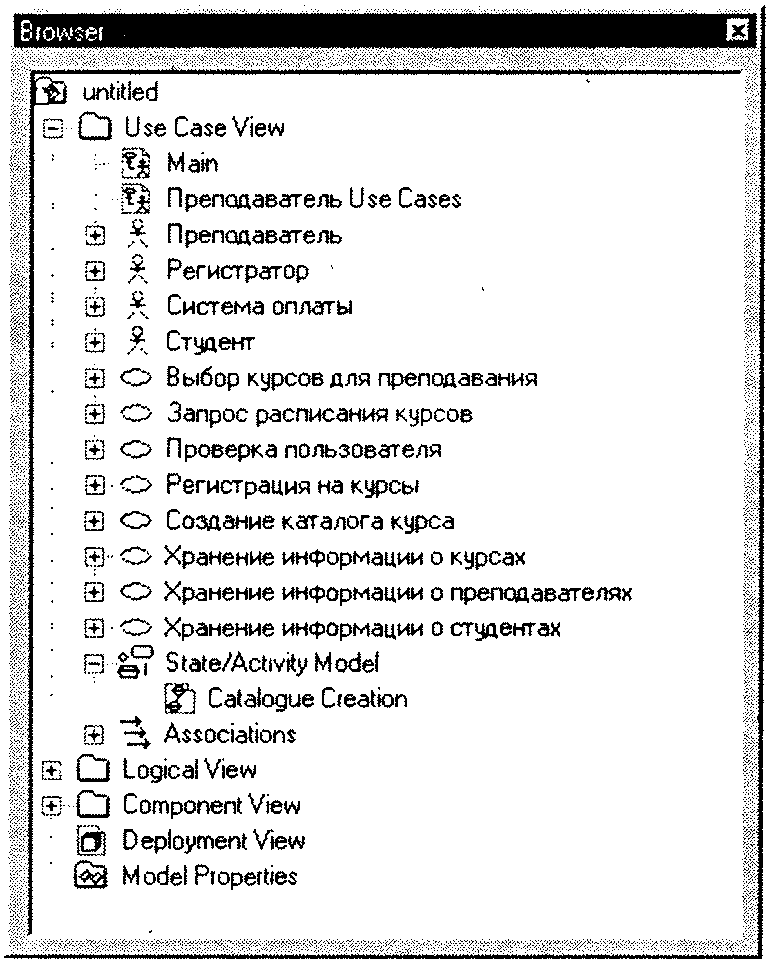 Browser
untitled
Use Case View
Main
Преподаватель Use Cases
Преподаватель
Регистратор
Система оплаты
Студент
Выбор курсов для преподавания
Запрос расписания курсов
Проверка пользователя
Регистрация на курсы
Создание каталога курса
Хранение информации о курсах
Хранение информации о преподавателях
Хранение информации о студентах
State/Activity Model
Catalogue Creation
Associations
Logical View
Component View
Deployment View
Model Properties